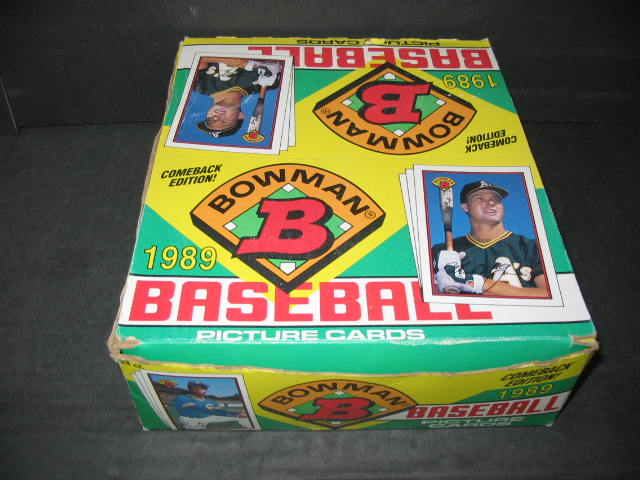 PICTURE CARDS
BASEBALL
1989
BOWMAN®
B
COMEBACK
EDITION!
COMEBACK
EDITION!
BOWMAN®
B
1989
BASEBALL
PICTURE CARDS
A's
COMEBACK
EDITION!
1989
BOWMAN
B
BASEBALL
PICTURE
CARDS